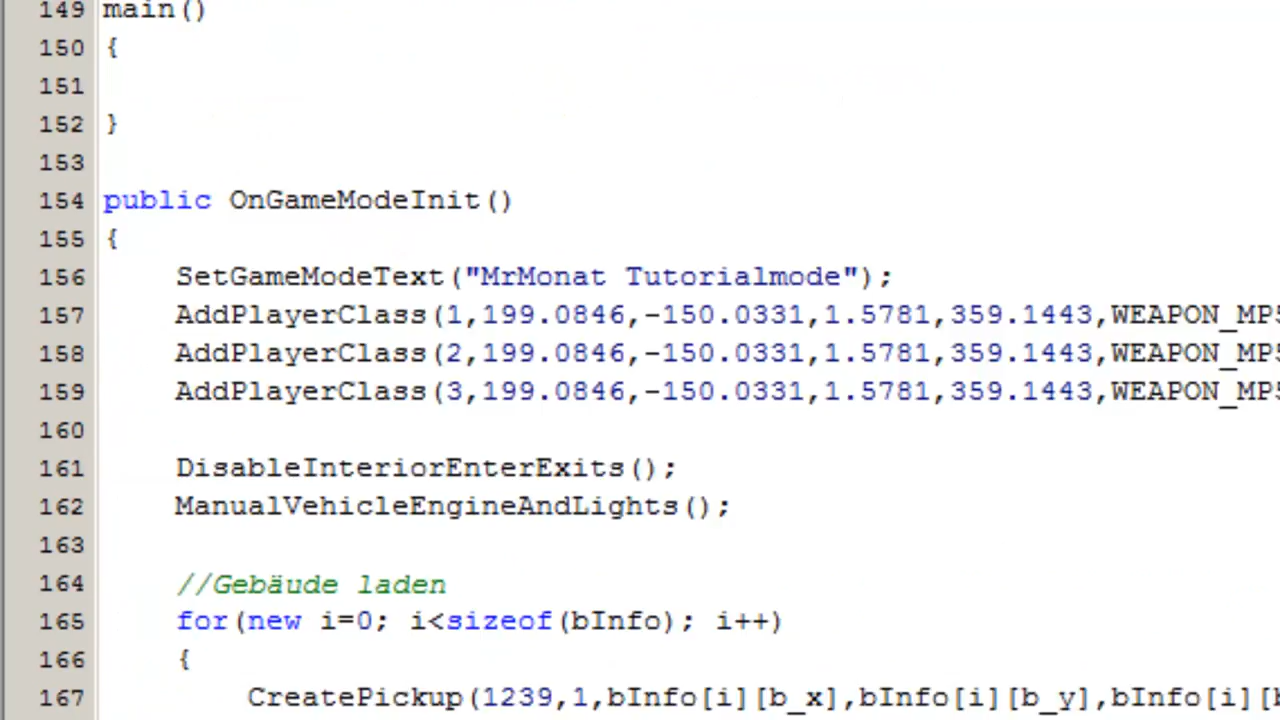 149 main()
150 {
151
152 }
153
154 public OnGameModeInit()
155 {
156 SetGameModeText("MrMonat Tutorialmode");
157 AddPlayerClass(1,199.0846,-150.0331,1.5781,359.1443,WEAPON_MP5
158 AddPlayerClass(2,199.0846,-150.0331,1.5781,359.1443,WEAPON_MP5
159 AddPlayerClass(3,199.0846,-150.0331,1.5781,359.1443,WEAPON_MP5
160
161 DisableInteriorEnterExits();
162 ManualVehicleEngineAndLights();
163
164 //Gebäude laden
165 for(new i=0; i<sizeof(bInfo); i++)
166 {
167 CreatePickup(1239,1,bInfo[i][b_x],bInfo[i][b_y],bInfo[i][b